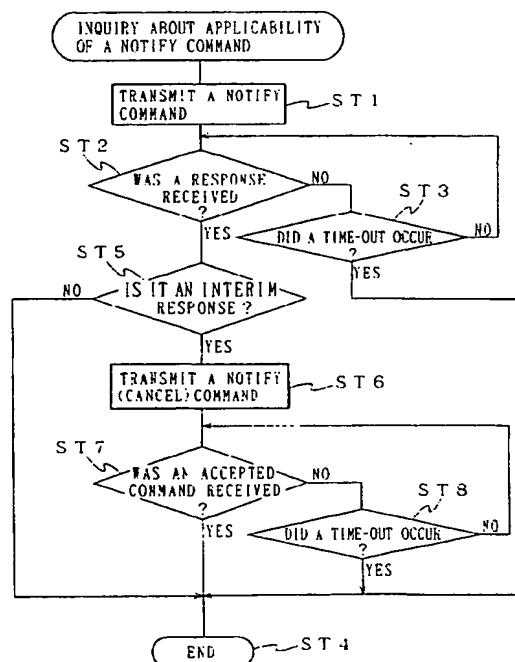 INQUIRY ABOUT APPLICABILITY
OF A NOTIFY COMMAND
TRANSMIT A NOTIFY
COMMAND
ST1
ST2
WAS A RESPONSE
RECEIVED
?
NO
YES
ST3
DID A TIME-OUT OCCUR
?
NO
YES
ST5
IS IT AN INTERIM
RESPONSE?
NO
YES
TRANSMIT A NOTIFY
(CANCEL)COMMAND
ST6
ST7
WAS AN ACCEPTED
COMMAND RECEIVED
?
NO
YES
ST8
DID A TIME-OUT OCCUR
?
NO
YES
END
ST4